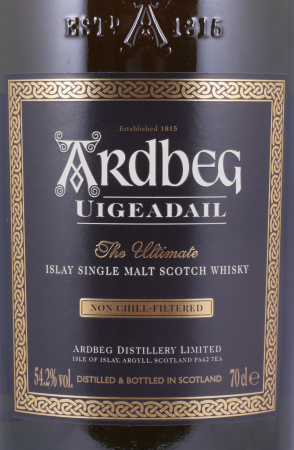 EST A 1815
Established 1815
ARDBEG
UIGEADAIL
The Ultimate
ISLAY SINGLE MALT SCOTCH WHISKY
NON CHILL-FILTERED
ARDBEG DISTILLERY LIMITED
ISLE OF ISLAY, ARGYLL, SCOTLAND PA42 7EA
54.2% vol. DISTILLED & BOTTLED IN SCOTLAND 70 cl e